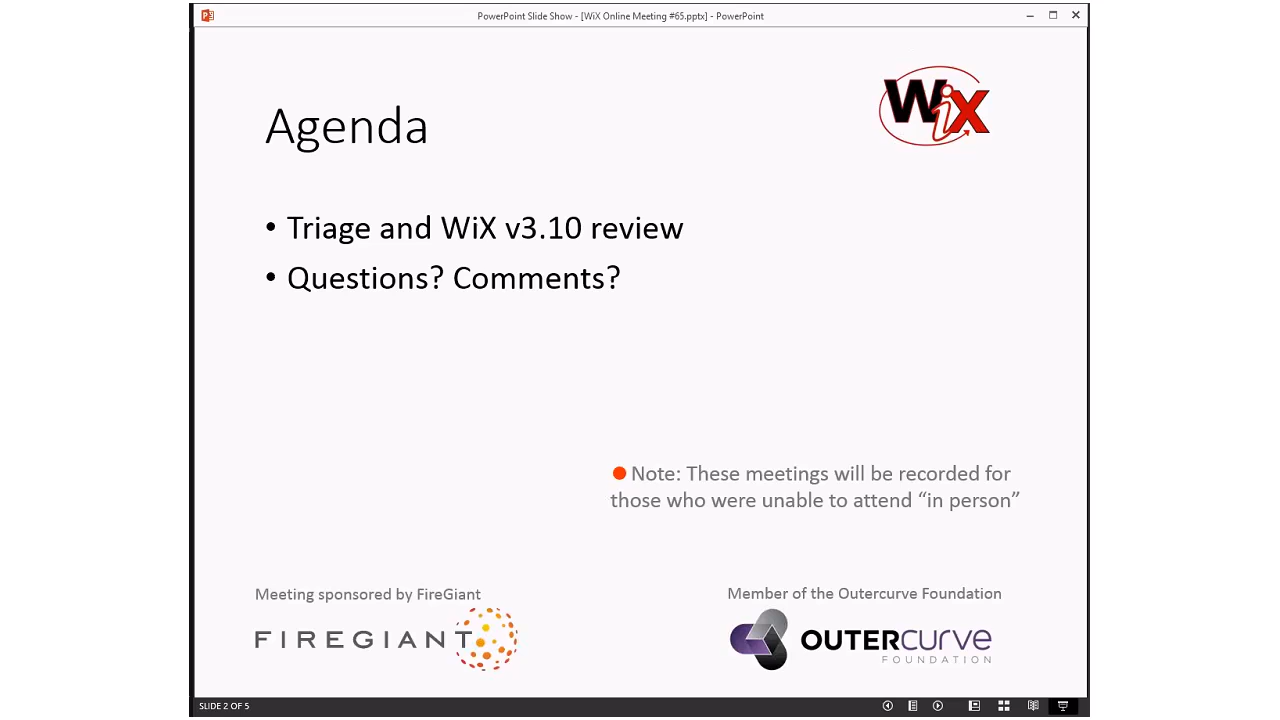 PowerPoint Slide Show - [WiX Online Meeting #65.pptx] - PowerPoint
WiX
Agenda
• Triage and WiX v3.10 review
• Questions? Comments?
Note: These meetings will be recorded for
those who were unable to attend “in person”
Meeting sponsored by FireGiant
FIREGIANT
Member of the Outercurve Foundation
OUTERCURVE
FOUNDATION
SLIDE 2 OF 5